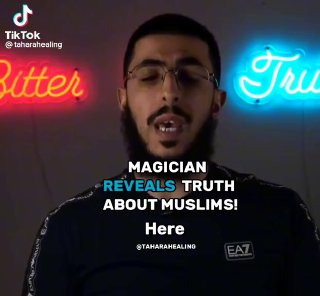 TikTok
@taharahealing
Bitter
Tru
MAGICIAN
REVEALS TRUTH
ABOUT MUSLIMS!
Here
@TAHARAHEALING
EA7